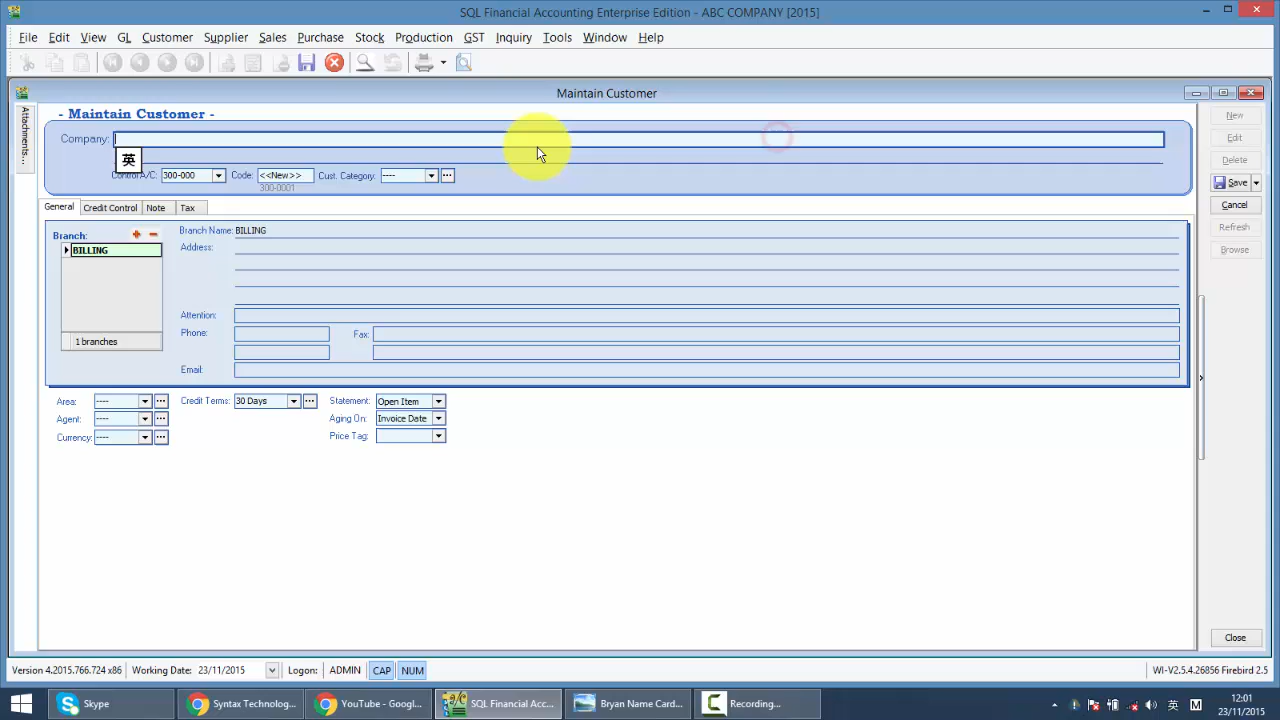 SQL Financial Accounting Enterprise Edition - ABC COMPANY [2015]
File Edit View GL Customer Supplier Sales Purchase Stock Production GST Inquiry Tools Window Help
Maintain Customer
Attachments...
- Maintain Customer -
Company:
英
Control A/C: 300-000 Code: <<New>> Cust. Category: ----
300-0001
General Credit Control Note Tax
Branch:
BILLING
1 branches
Branch Name: BILLING
Address:
Attention:
Phone: Fax:
Email:
Area: ---- Credit Terms: 30 Days Statement: Open Item
Agent: ---- Aging On: Invoice Date
Currency: ---- Price Tag:
New
Edit
Delete
Save
Cancel
Refresh
Browse
Close
Version 4.2015.766.724 x86 Working Date: 23/11/2015 Logon: ADMIN CAP NUM WI-V2.5.4.26856 Firebird 2.5
Skype Syntax Technolog... YouTube - Googl... SQL Financial Acc... Bryan Name Card... Recording... 英 M 12:01
23/11/2015